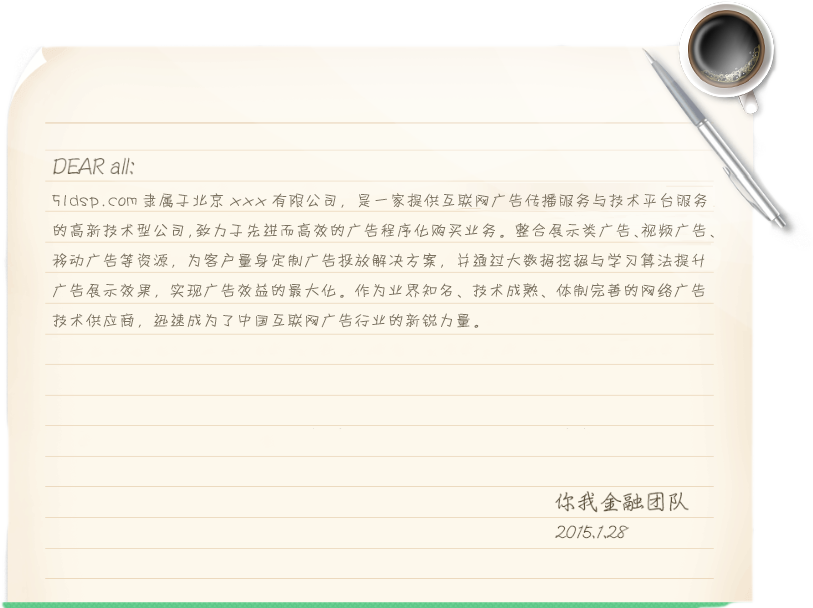 DEAR all:
51dsp.com 隶属于北京 xxx 有限公司，是一家提供互联网广告传播服务与技术平台服务
的高新技术型公司,致力于先进而高效的广告程序化购买业务。整合展示类广告、视频广告、
移动广告等资源，为客户量身定制广告投放解决方案，并通过大数据挖掘与学习算法提升
广告展示效果，实现广告效益的最大化。作为业界知名、技术成熟、体制完善的网络广告
技术供应商，迅速成为了中国互联网广告行业的新锐力量。
你我金融团队
2015.1.28